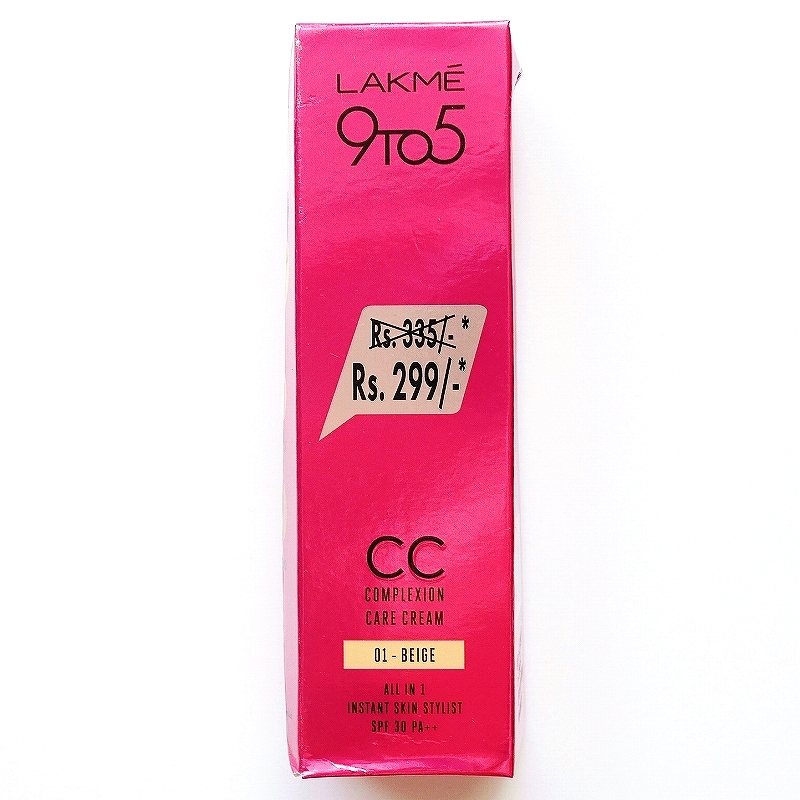 LAKMÉ
9TO5
Rs. 335/-*
Rs. 299/-*
CC
COMPLEXION
CARE CREAM
01 - BEIGE
ALL IN 1
INSTANT SKIN STYLIST
SPF 30 PA++